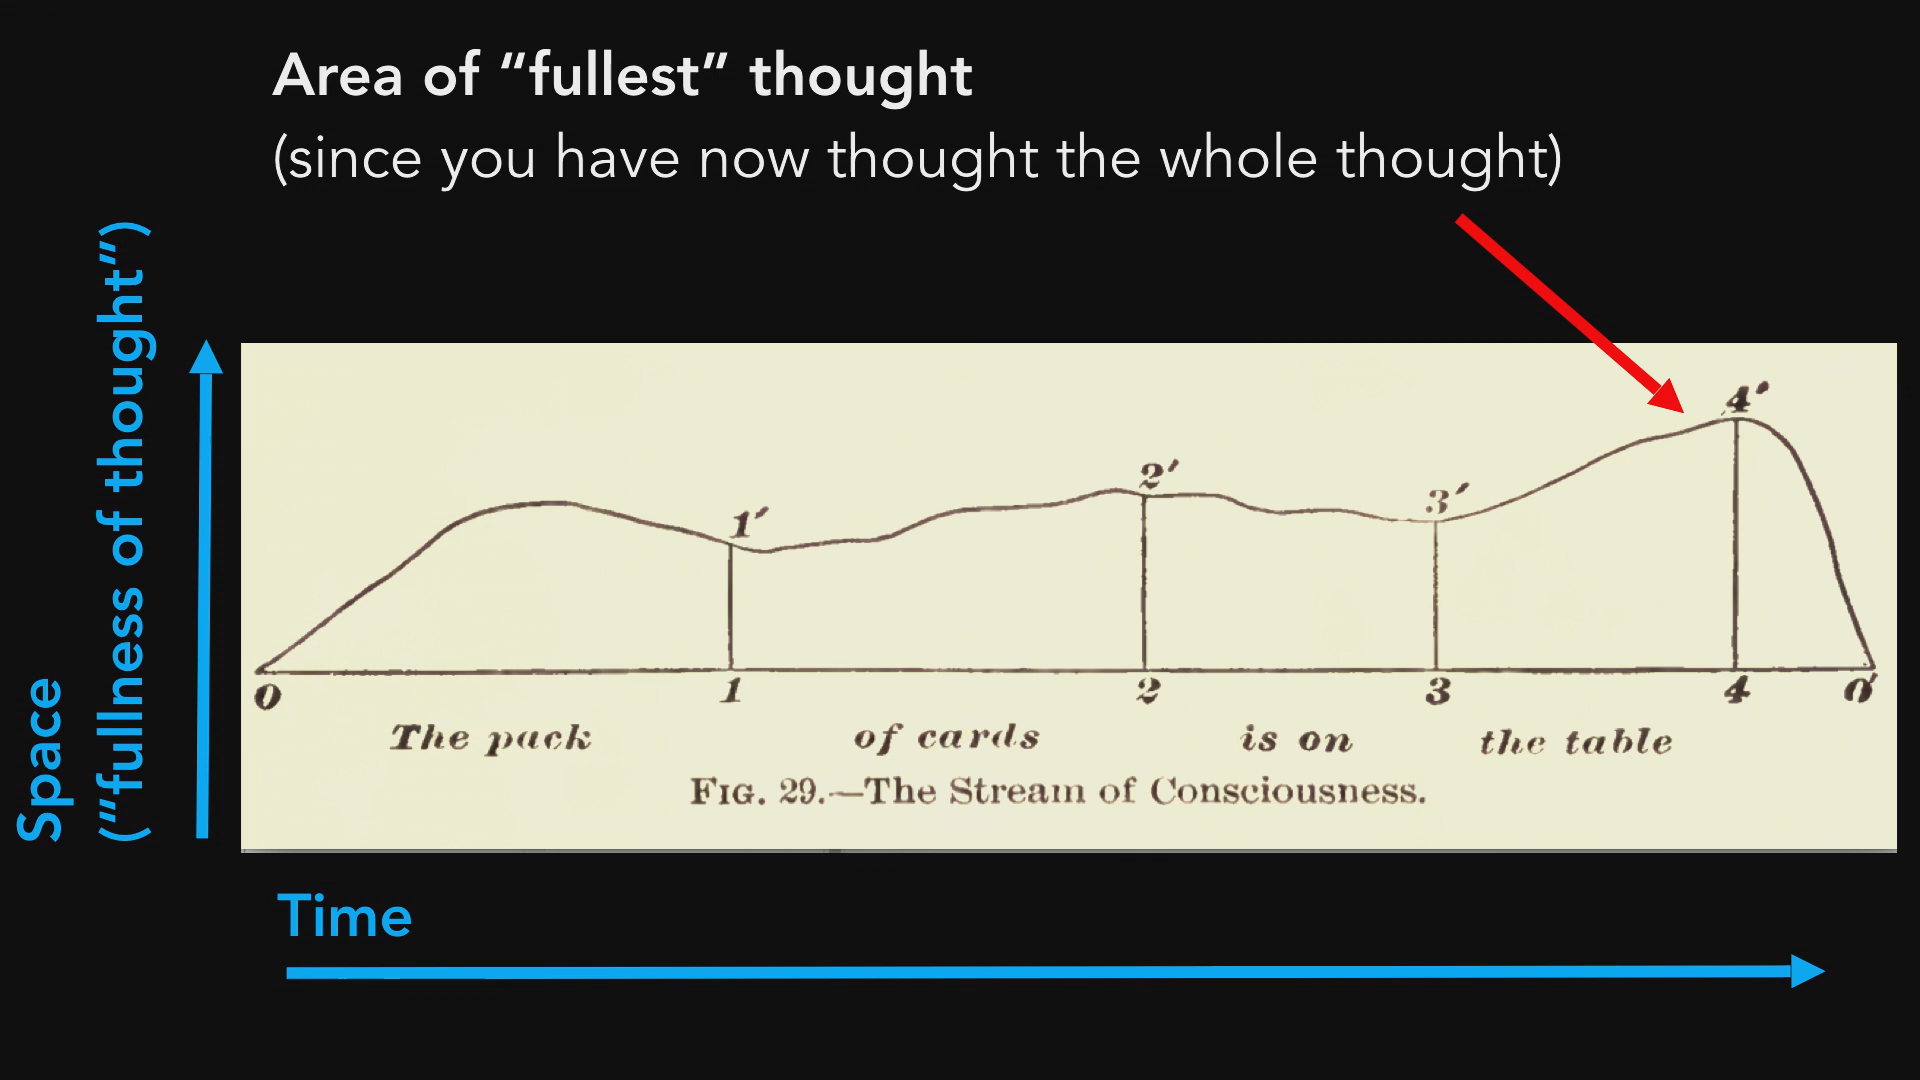 Area of “fullest” thought
(since you have now thought the whole thought)
Space
(“fullness of thought”)
1′
2′
3′
4′
0 1 2 3 4 0′
The pack of cards is on the table
FIG. 29.—The Stream of Consciousness.
Time